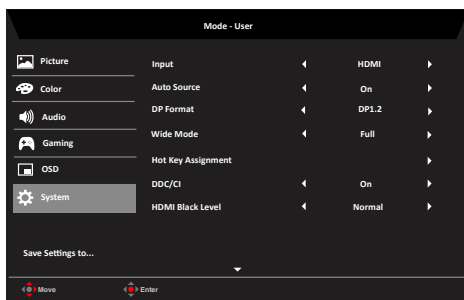 Mode - User
Picture
Color
Audio
Gaming
OSD
System
Input HDMI
Auto Source On
DP Format DP1.2
Wide Mode Full
Hot Key Assignment
DDC/CI On
HDMI Black Level Normal
Save Settings to...
Move Enter